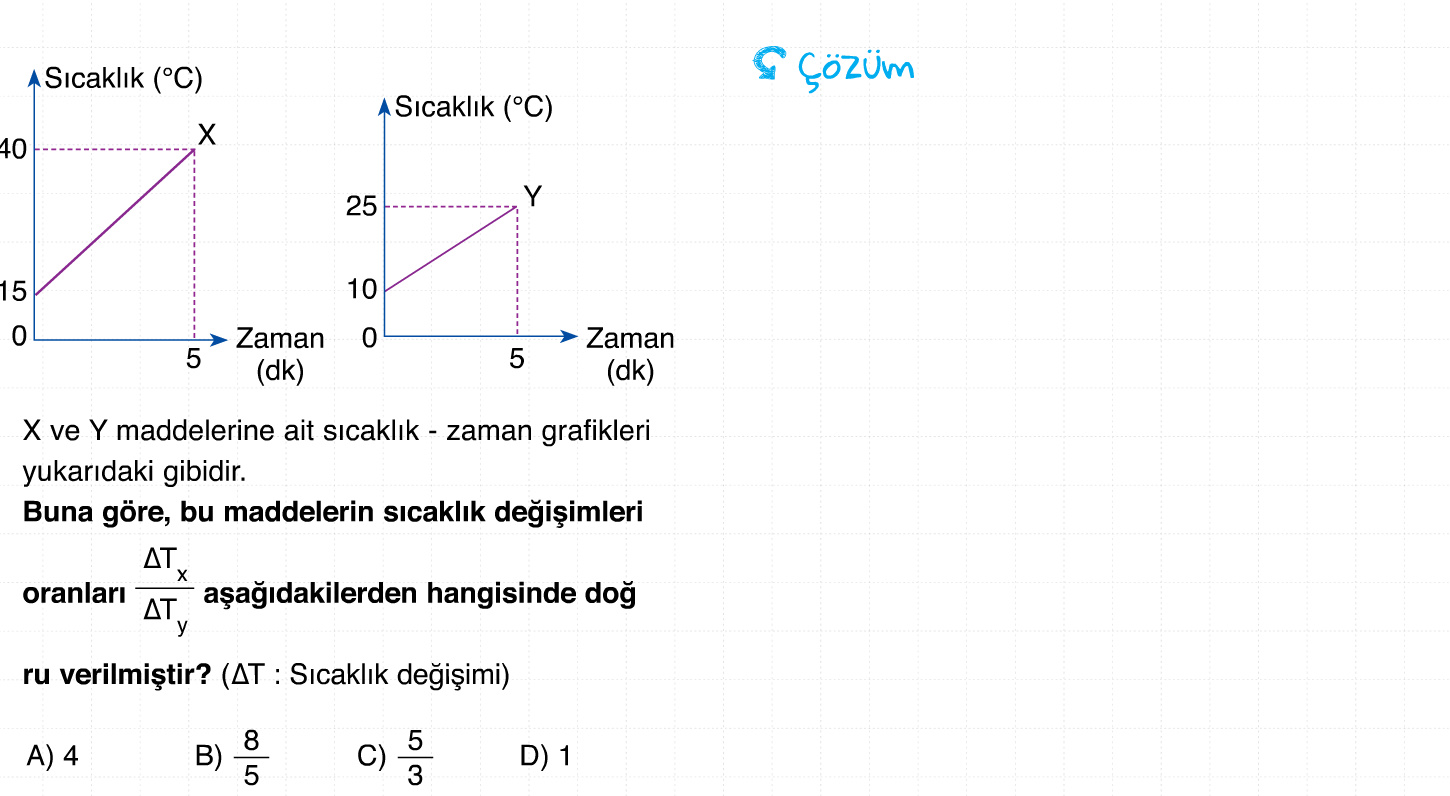 Çözüm
Sıcaklık (°C)
X
40
15
0
5
Zaman
(dk)
Sıcaklık (°C)
Y
25
10
0
5
Zaman
(dk)
X ve Y maddelerine ait sıcaklık - zaman grafikleri
yukarıdaki gibidir.
Buna göre, bu maddelerin sıcaklık değişimleri
oranları ΔTx/ΔTy aşağıdakilerden hangisinde doğ
ru verilmiştir? (ΔT : Sıcaklık değişimi)
A) 4 B) 8/5 C) 5/3 D) 1